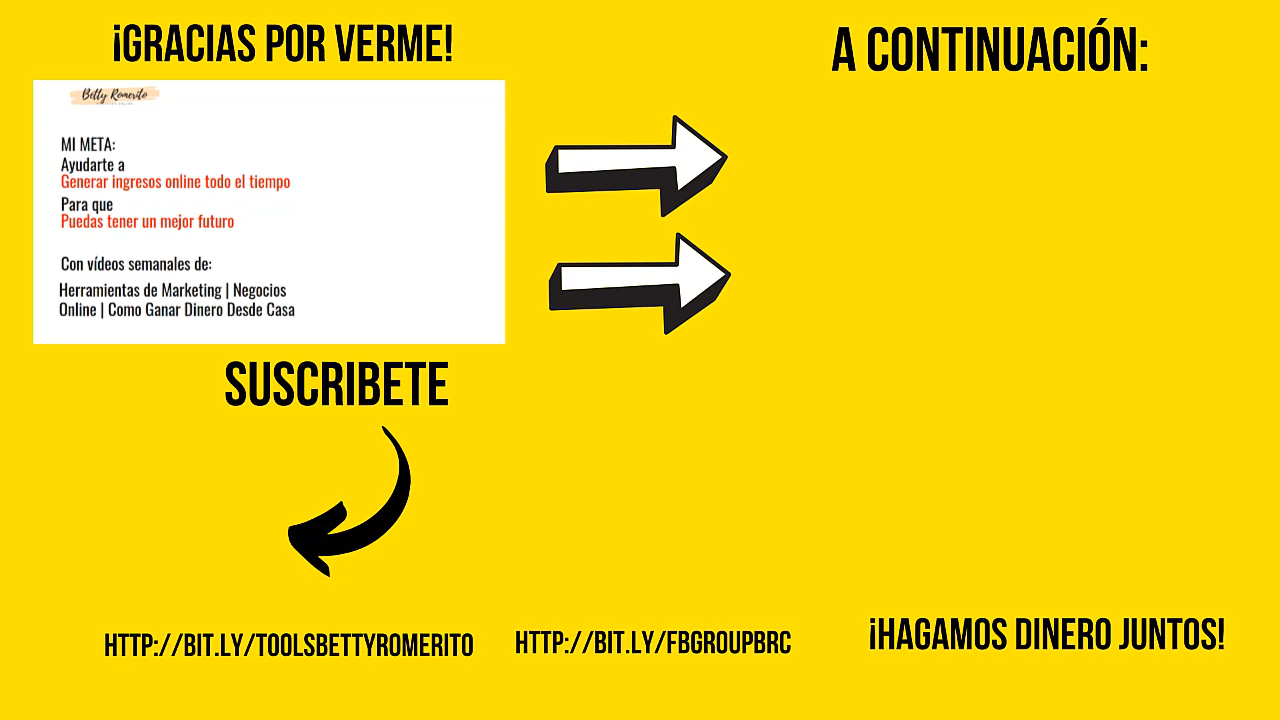 ¡GRACIAS POR VERME!
Betty Romerito
MI META:
Ayudarte a
Generar ingresos online todo el tiempo
Para que
Puedas tener un mejor futuro
Con vídeos semanales de:
Herramientas de Marketing | Negocios
Online | Como Ganar Dinero Desde Casa
SUSCRIBETE
A CONTINUACIÓN:
HTTP://BIT.LY/TOOLSBETTYROMERITO
HTTP://BIT.LY/FBGROUPBRC
¡HAGAMOS DINERO JUNTOS!